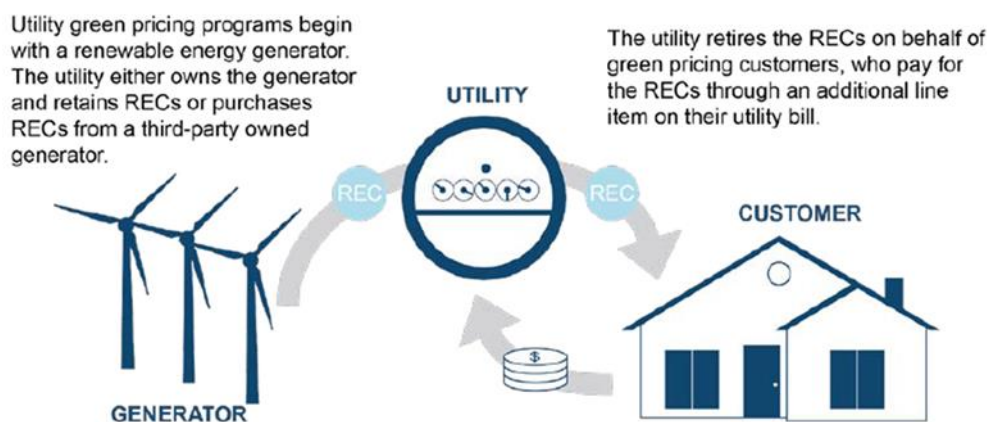 Utility green pricing programs begin
with a renewable energy generator.
The utility either owns the generator
and retains RECs or purchases
RECs from a third-party owned
generator.
UTILITY
The utility retires the RECs on behalf of
green pricing customers, who pay for
the RECs through an additional line
item on their utility bill.
REC
REC
CUSTOMER
$
GENERATOR